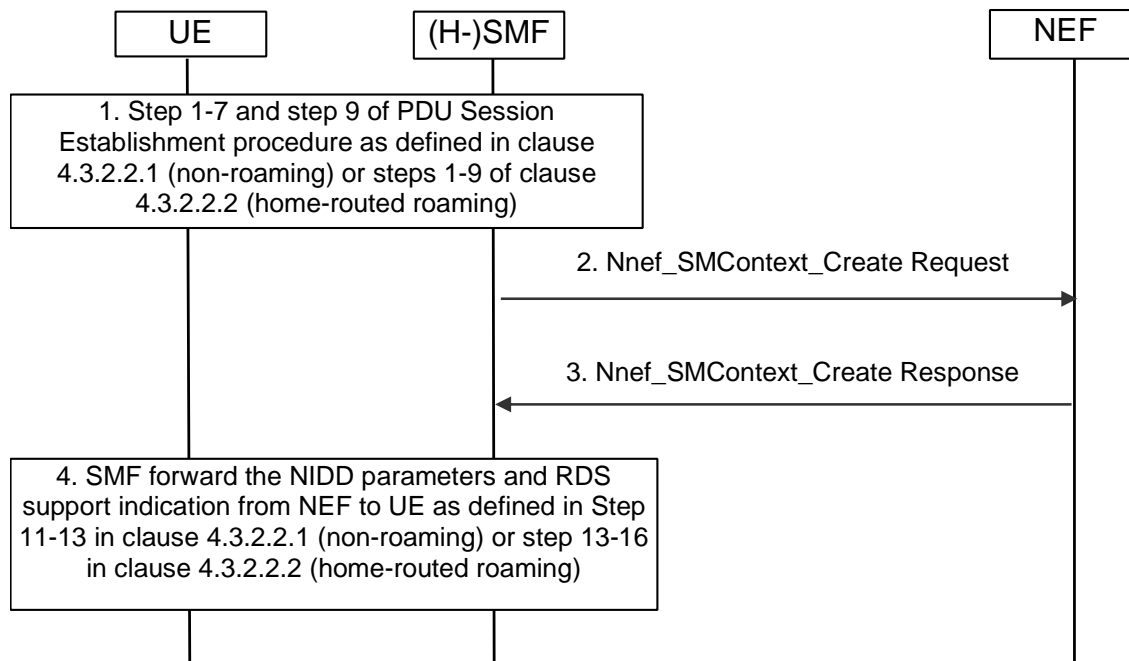 UE
(H-)SMF
NEF
1. Step 1-7 and step 9 of PDU Session
Establishment procedure as defined in clause
4.3.2.2.1 (non-roaming) or steps 1-9 of clause
4.3.2.2.2 (home-routed roaming)
2. Nnef_SMContext_Create Request
3. Nnef_SMContext_Create Response
4. SMF forward the NIDD parameters and RDS
support indication from NEF to UE as defined in Step
11-13 in clause 4.3.2.2.1 (non-roaming) or step 13-16
in clause 4.3.2.2.2 (home-routed roaming)